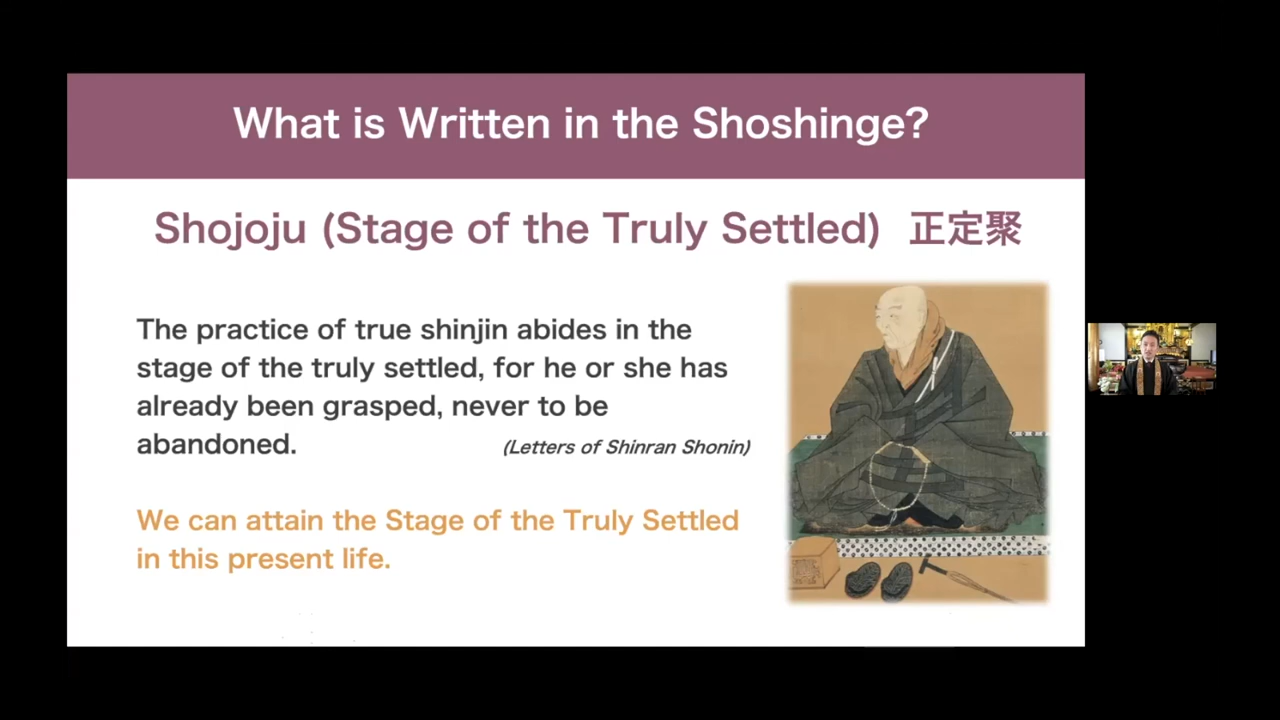 What is Written in the Shoshinge?
Shojoju (Stage of the Truly Settled) 正定聚
The practice of true shinjin abides in the
stage of the truly settled, for he or she has
already been grasped, never to be
abandoned.
(Letters of Shinran Shonin)
We can attain the Stage of the Truly Settled
in this present life.